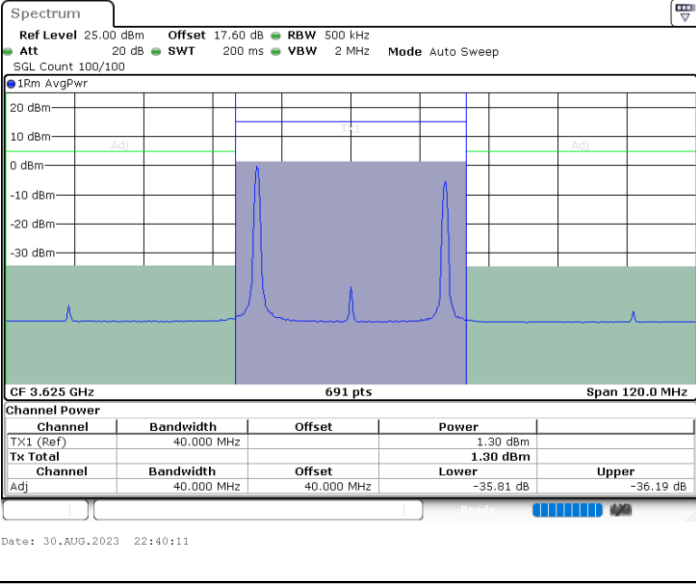 Spectrum
Ref Level 25.00 dBm Offset 17.60 dB RBW 500 kHz
Att 20 dB SWT 200 ms VBW 2 MHz Mode Auto Sweep
SGL Count 100/100
1Rm AvgPwr
20 dBm
TX1
10 dBm
Adj Adj
0 dBm
-10 dBm
-20 dBm
-30 dBm
CF 3.625 GHz 691 pts Span 120.0 MHz
Channel Power
Channel Bandwidth Offset Power
TX1 (Ref) 40.000 MHz 1.30 dBm
Tx Total 1.30 dBm
Channel Bandwidth Offset Lower Upper
Adj 40.000 MHz 40.000 MHz -35.81 dB -36.19 dB
Ready
Date: 30.AUG.2023 22:40:11